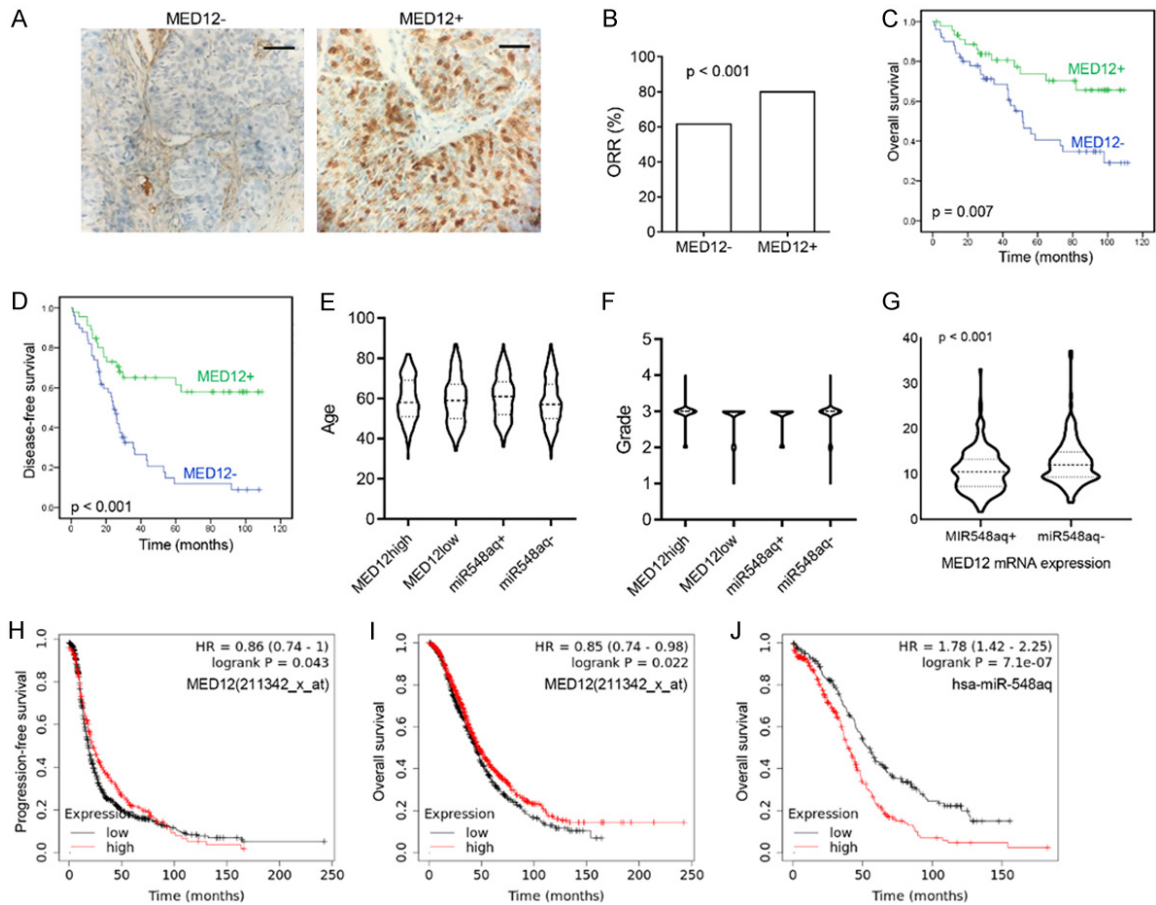 A
MED12-
MED12+
B
p < 0.001
ORR (%)
100
80
60
40
20
0
MED12-
MED12+
C
Overall survival
1.0
0.8
0.6
0.4
0.2
0.0
MED12+
MED12-
p = 0.007
0 20 40 60 80 100 120
Time (months)
D
Disease-free survival
1.0
0.8
0.6
0.4
0.2
0.0
MED12+
MED12-
p < 0.001
0 20 40 60 80 100 120
Time (months)
E
Age
100
80
60
40
20
0
MED12high
MED12low
miR548aq+
miR548aq-
F
Grade
5
4
3
2
1
0
MED12high
MED12low
miR548aq+
miR548aq-
G
p < 0.001
40
30
20
10
0
MIR548aq+
miR548aq-
MED12 mRNA expression
H
Progression-free survival
1.0
0.8
0.6
0.4
0.2
0.0
HR = 0.86 (0.74 - 1)
logrank P = 0.043
MED12(211342_x_at)
Expression
low
high
0 50 100 150 200 250
Time (months)
I
Overall survival
1.0
0.8
0.6
0.4
0.2
0.0
HR = 0.85 (0.74 - 0.98)
logrank P = 0.022
MED12(211342_x_at)
Expression
low
high
0 50 100 150 200 250
Time (months)
J
Overall survival
1.0
0.8
0.6
0.4
0.2
0.0
HR = 1.78 (1.42 - 2.25)
logrank P = 7.1e-07
hsa-miR-548aq
Expression
low
high
0 50 100 150
Time (months)